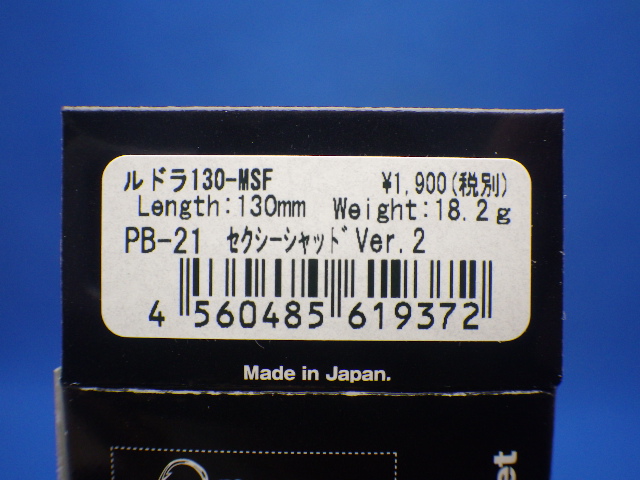 ルドラ130-MSF ¥1,900(税別)
Length:130mm Weight:18.2g
PB-21 セクシーシャッド Ver.2
4 560485 619372
Made in Japan.
et